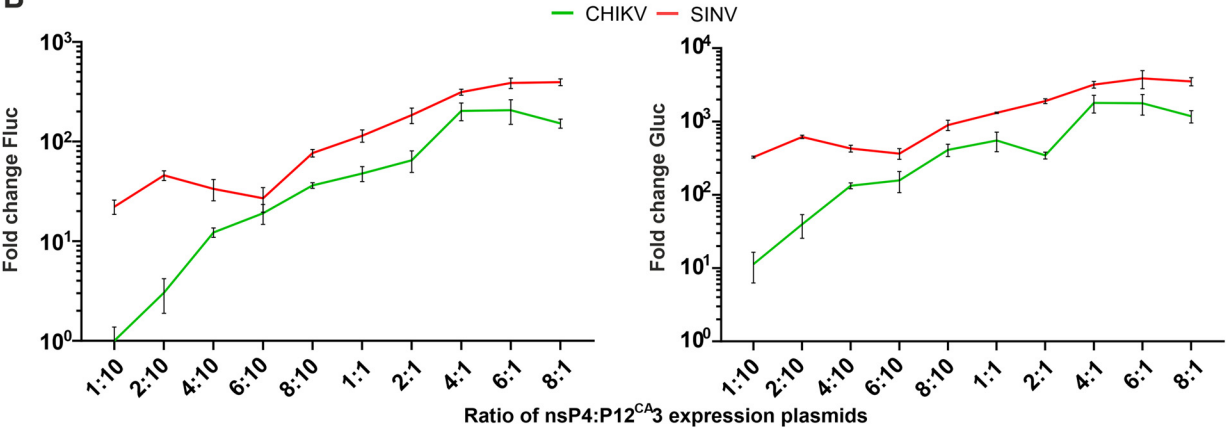 B
CHIKV SINV
Fold change Fluc
10³
10²
10¹
10⁰
1:10 2:10 4:10 6:10 8:10 1:1 2:1 4:1 6:1 8:1
Fold change Gluc
10⁴
10³
10²
10¹
10⁰
1:10 2:10 4:10 6:10 8:10 1:1 2:1 4:1 6:1 8:1
Ratio of nsP4:P12ᶜᴬ3 expression plasmids